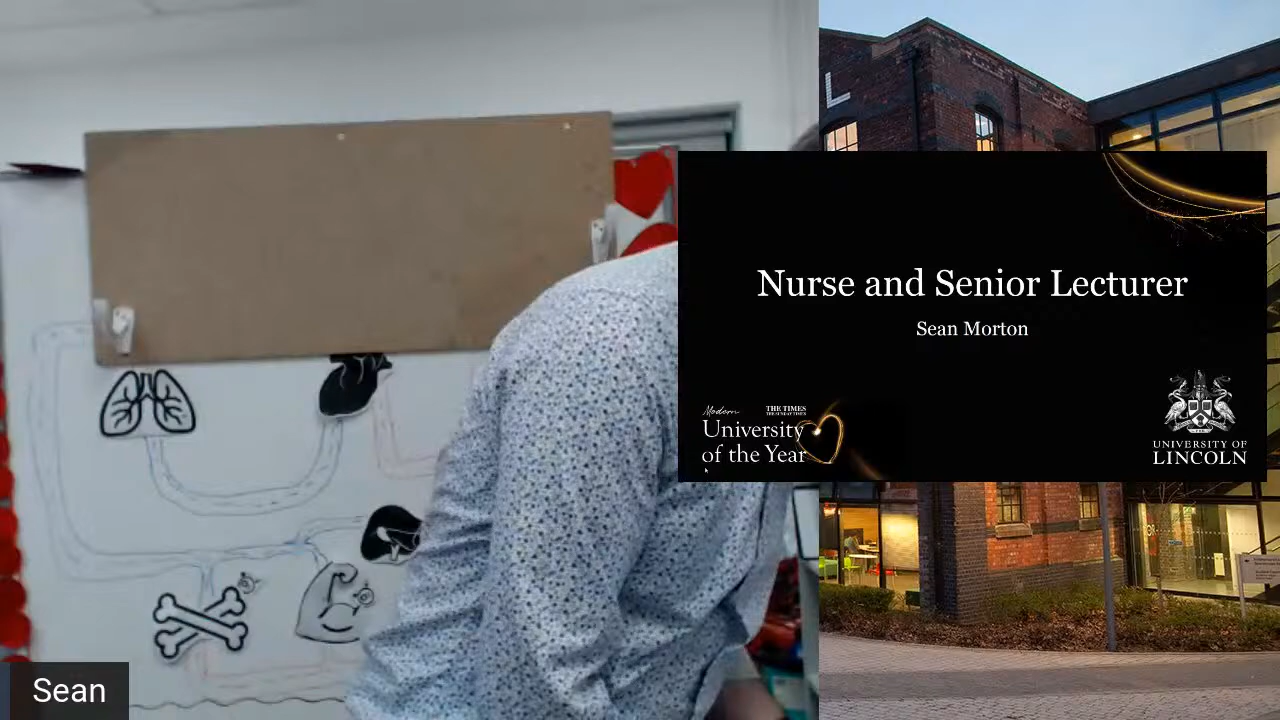 L
Nurse and Senior Lecturer
Sean Morton
Modern
THE TIMES
THE SUNDAY TIMES
University
of the Year
UNIVERSITY OF
LINCOLN
Sean